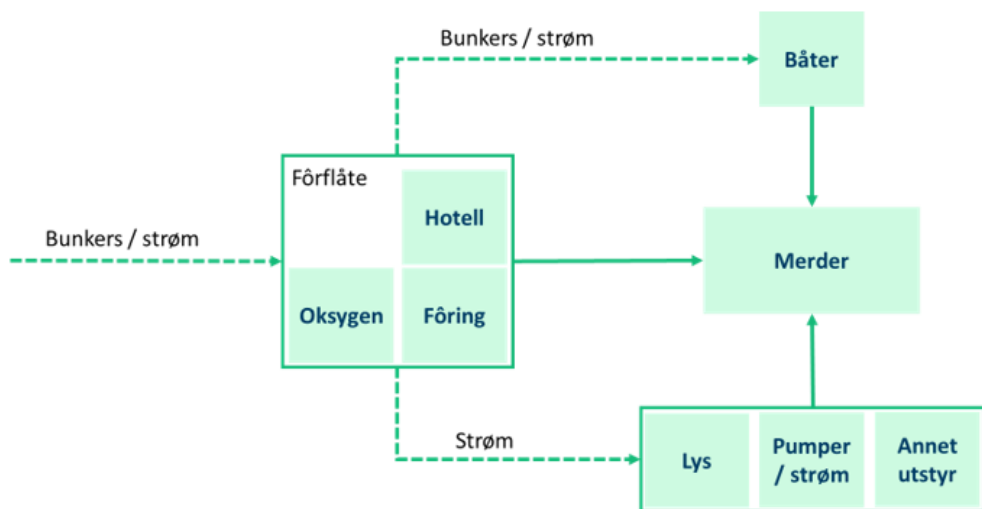 Bunkers / strøm
Båter
Fôrflåte
Hotell
Bunkers / strøm
Merder
Oksygen
Fôring
Strøm
Lys
Pumper
/ strøm
Annet
utstyr